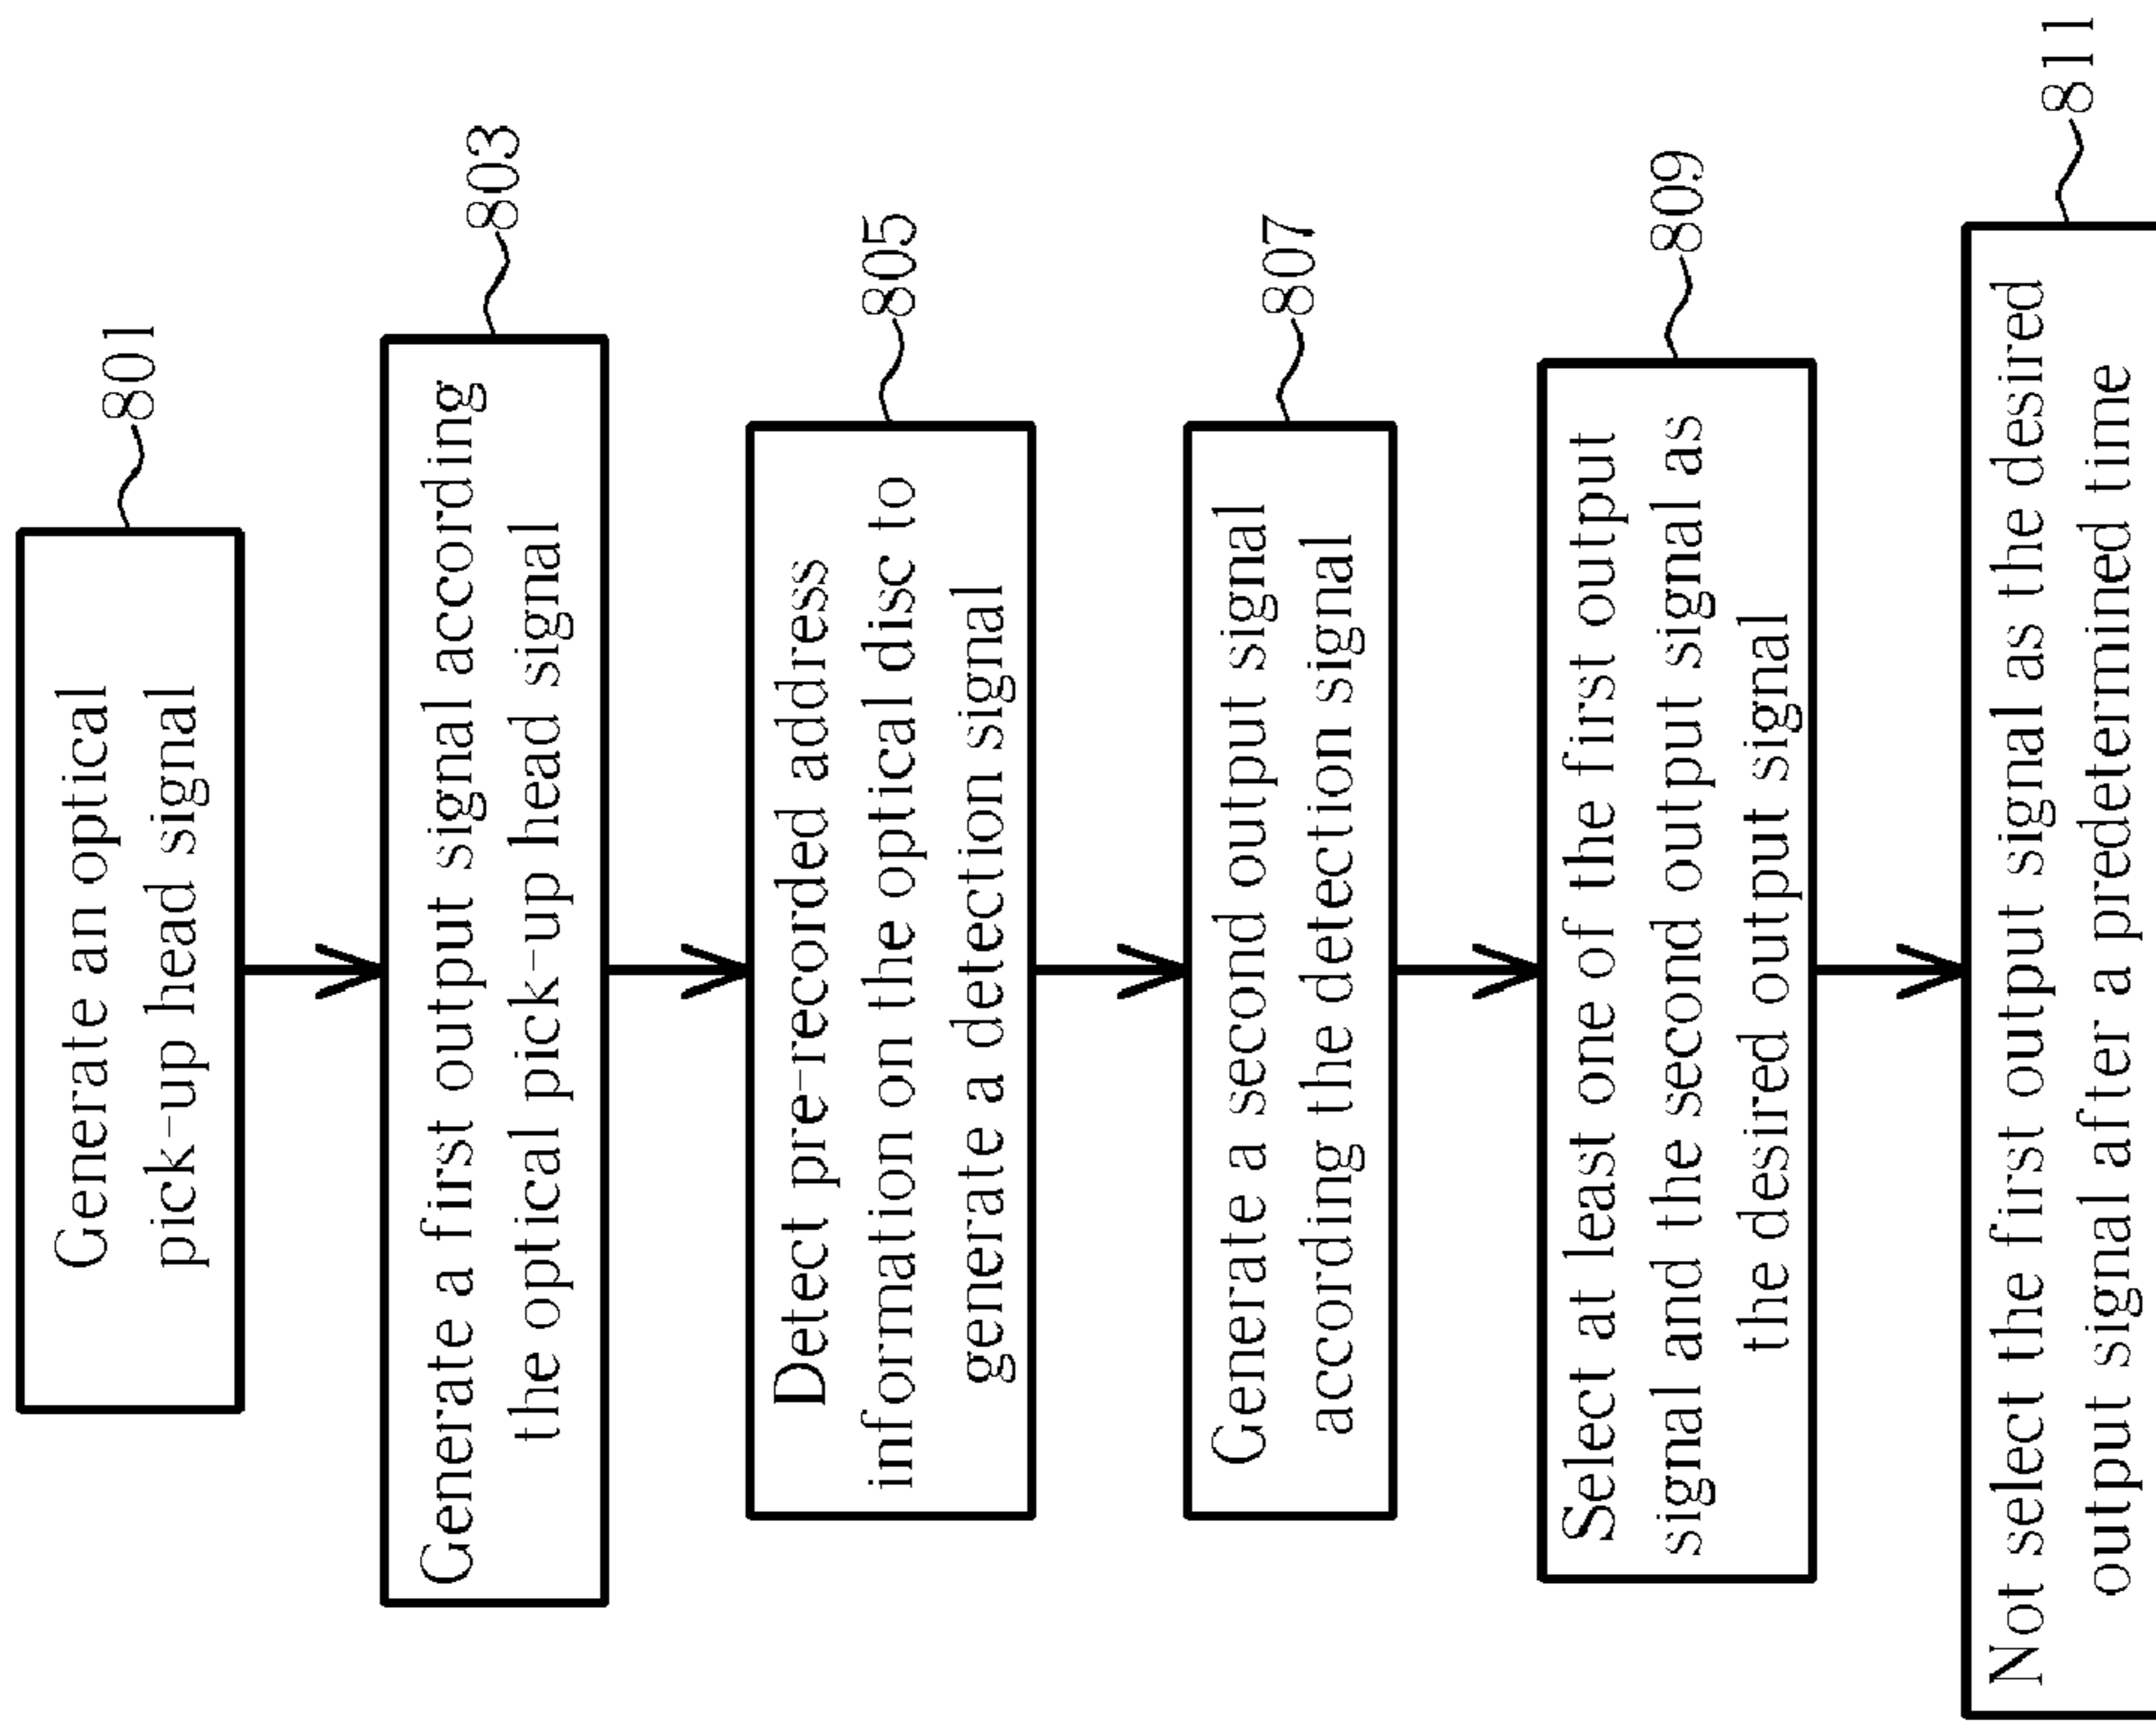 801
Generate an optical
pick-up head signal
803
Generate a first output signal according
the optical pick-up head signal
805
Detect pre-recorded address
information on the optical disc to
generate a detection signal
807
Generate a second output signal
according the detection signal
809
Select at least one of the first output
signal and the second output signal as
the desired output signal
811
Not select the first output signal as the desired
output signal after a predetermined time